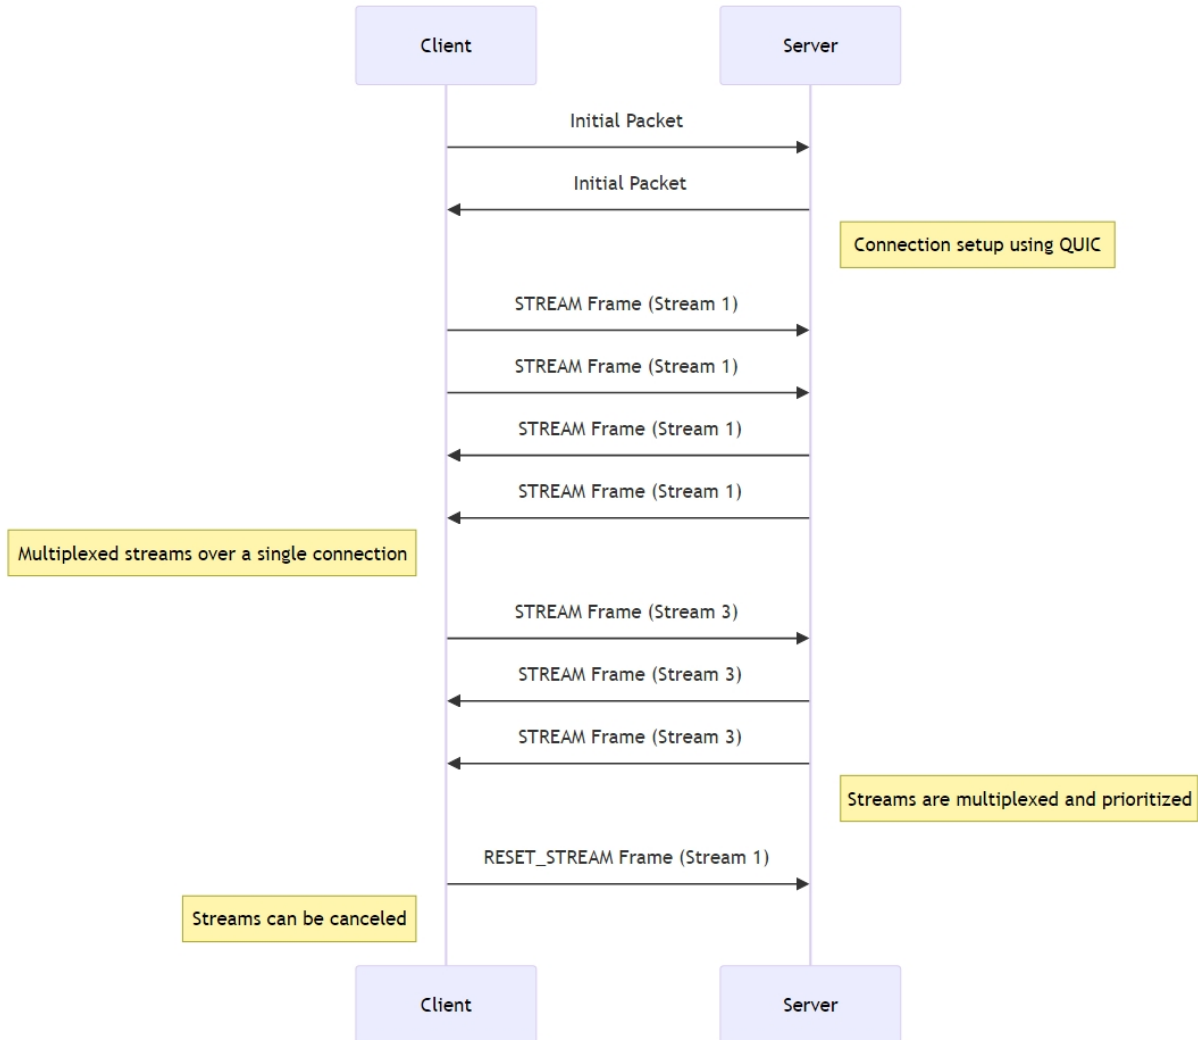 Client
Server
Initial Packet
Initial Packet
Connection setup using QUIC
STREAM Frame (Stream 1)
STREAM Frame (Stream 1)
STREAM Frame (Stream 1)
STREAM Frame (Stream 1)
Multiplexed streams over a single connection
STREAM Frame (Stream 3)
STREAM Frame (Stream 3)
STREAM Frame (Stream 3)
Streams are multiplexed and prioritized
RESET_STREAM Frame (Stream 1)
Streams can be canceled
Client
Server